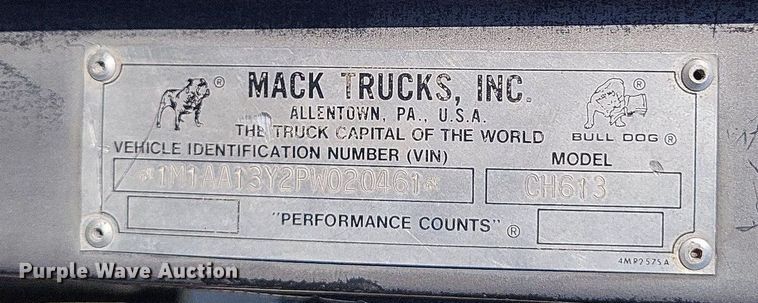 MACK TRUCKS, INC.
ALLENTOWN, PA., U.S.A.
THE TRUCK CAPITAL OF THE WORLD
BULL DOG ®
VEHICLE IDENTIFICATION NUMBER (VIN)
MODEL
*1M1AA13Y2PW020461*
CH613
"PERFORMANCE COUNTS" ®
4MR2575A
Purple Wave Auction